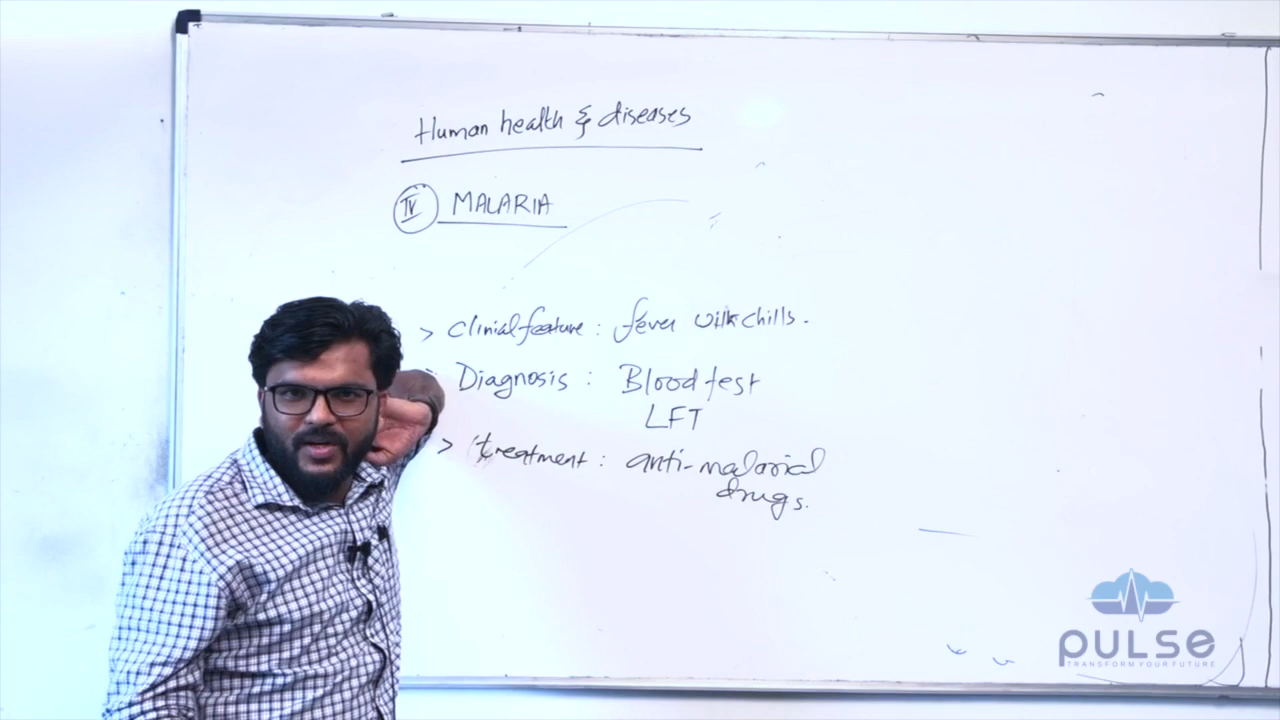 Human health & diseases
IV MALARIA
> Clinial feature : fever with chills.
Diagnosis : Blood test
LFT
> treatment : anti-malarial
drugs.
PULSE
TRANSFORM YOUR FUTURE